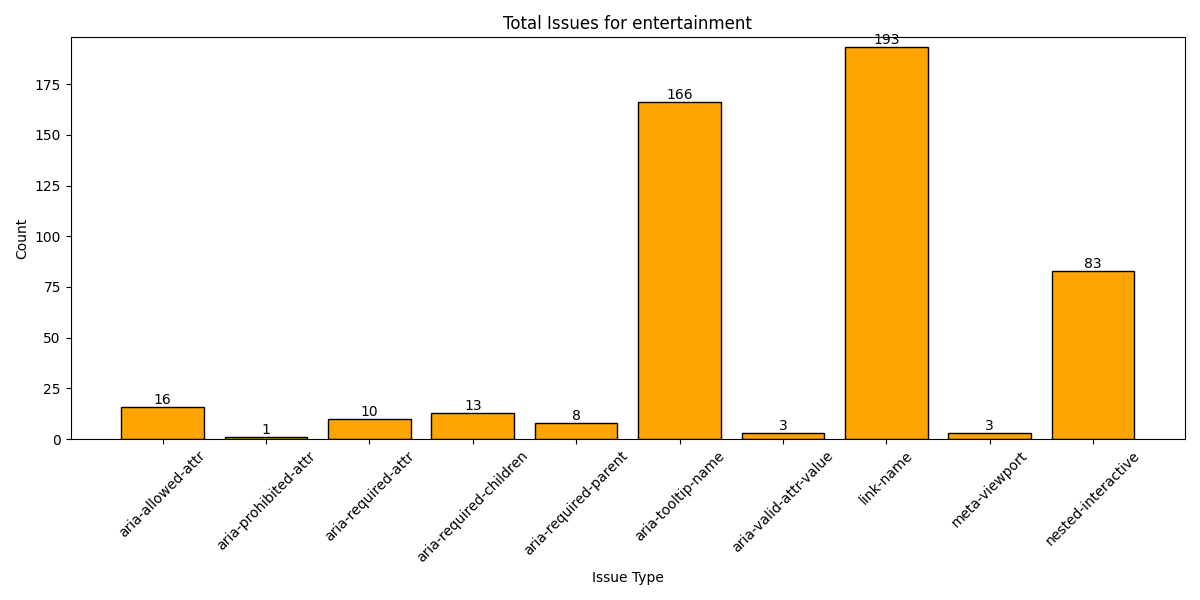 Total Issues for entertainment
193
175
166
150
125
Count
100
83
75
50
25
16
13
10
8
3
3
1
0
aria-allowed-attr
aria-prohibited-attr
aria-required-attr
aria-required-children
aria-required-parent
aria-tooltip-name
aria-valid-attr-value
link-name
meta-viewport
nested-interactive
Issue Type